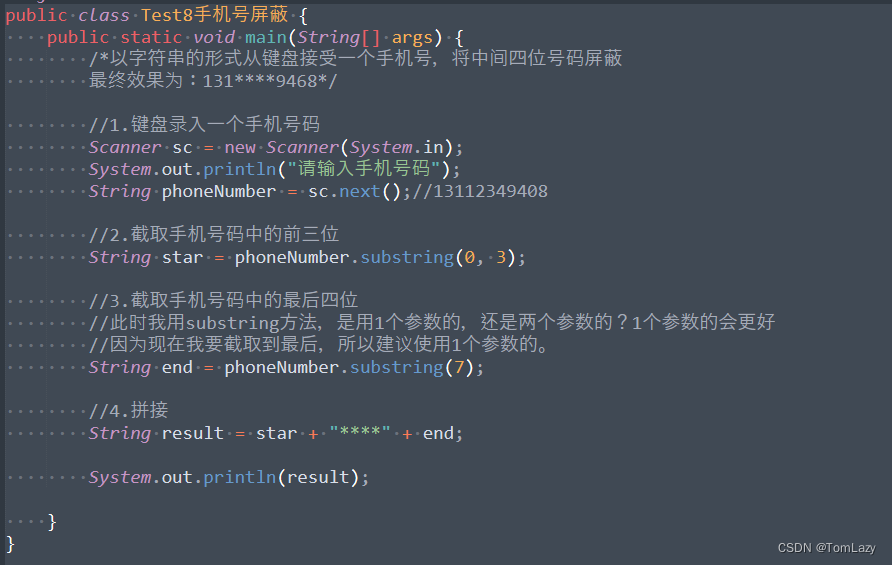 public class Test8手机号屏蔽 {
    public static void main(String[] args) {
        /*以字符串的形式从键盘接受一个手机号，将中间四位号码屏蔽
        最终效果为：131****9468*/
        //1.键盘录入一个手机号码
        Scanner sc = new Scanner(System.in);
        System.out.println("请输入手机号码");
        String phoneNumber = sc.next();//13112349408
        //2.截取手机号码中的前三位
        String star = phoneNumber.substring(0, 3);
        //3.截取手机号码中的最后四位
        //此时我用substring方法，是用1个参数的，还是两个参数的？1个参数的会更好
        //因为现在我要截取到最后，所以建议使用1个参数的。
        String end = phoneNumber.substring(7);
        //4.拼接
        String result = star + "****" + end;
        System.out.println(result);
    }
}
CSDN @TomLazy